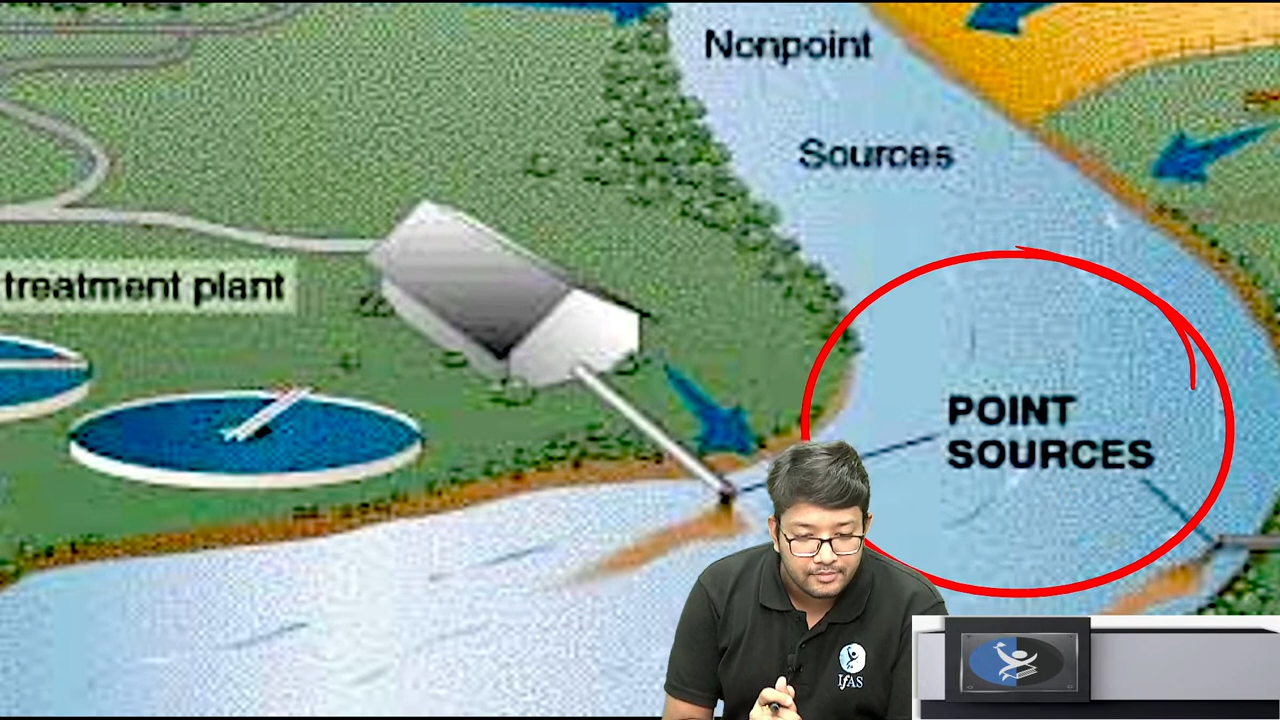 Nonpoint
Sources
treatment plant
POINT
SOURCES
IfAS